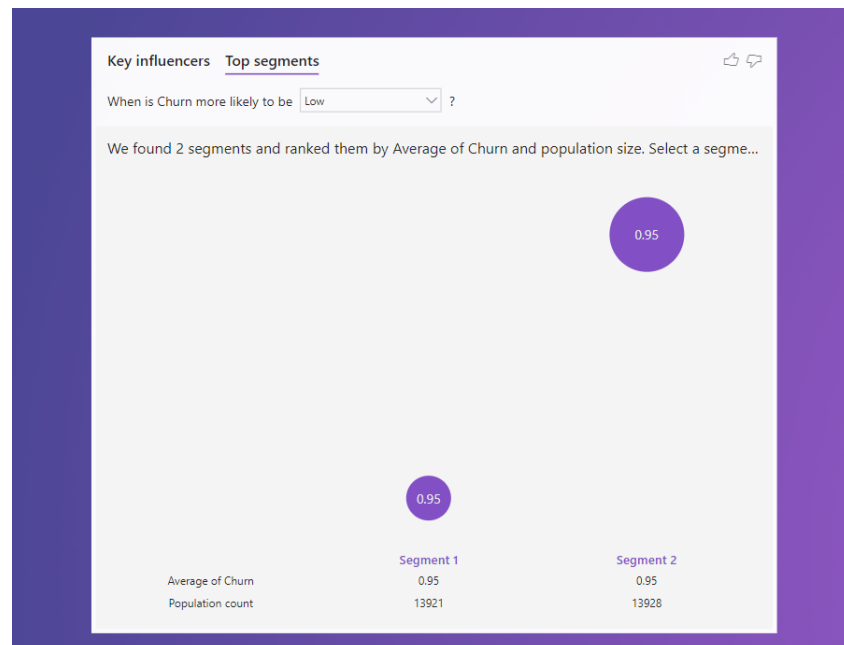 Key influencers Top segments
When is Churn more likely to be Low ?
We found 2 segments and ranked them by Average of Churn and population size. Select a segme...
0.95
0.95
Segment 1 Segment 2
Average of Churn 0.95 0.95
Population count 13921 13928